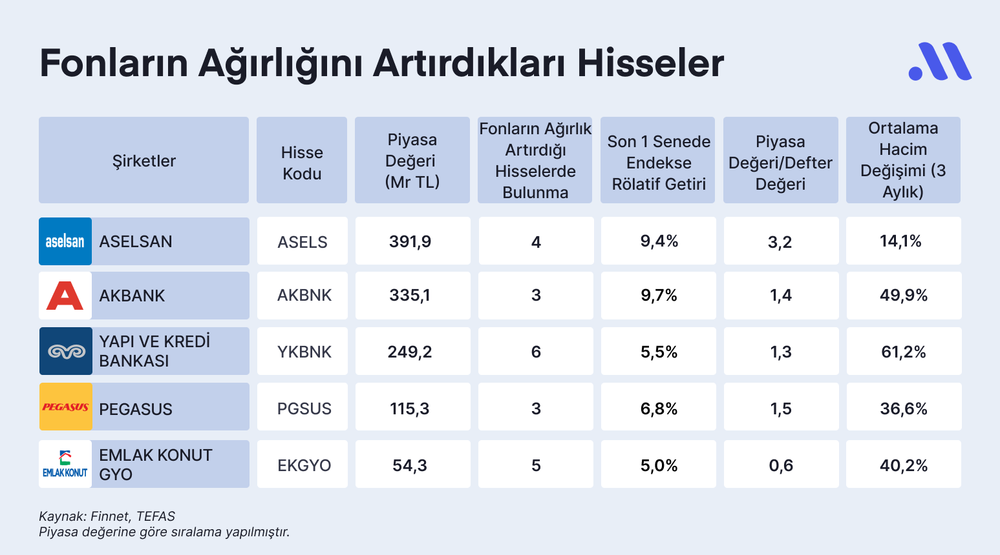 Fonların Ağırlığını Artırdıkları Hisseler
Şirketler
Hisse
Kodu
Piyasa
Değeri
(Mr TL)
Fonların Ağırlık
Artırdığı
Hisselerde
Bulunma
Son 1 Senede
Endekse
Rölatif Getiri
Piyasa
Değeri/Defter
Değeri
Ortalama
Hacim
Değişimi (3
Aylık)
aselsan
ASELSAN
ASELS
391,9
4
9,4%
3,2
14,1%
A
AKBANK
AKBNK
335,1
3
9,7%
1,4
49,9%
YAPI VE KREDİ
BANKASI
YKBNK
249,2
6
5,5%
1,3
61,2%
PEGASUS
PEGASUS
PGSUS
115,3
3
6,8%
1,5
36,6%
EMLAK KONUT
EMLAK KONUT
GYO
EKGYO
54,3
5
5,0%
0,6
40,2%
Kaynak: Finnet, TEFAS
Piyasa değerine göre sıralama yapılmıştır.